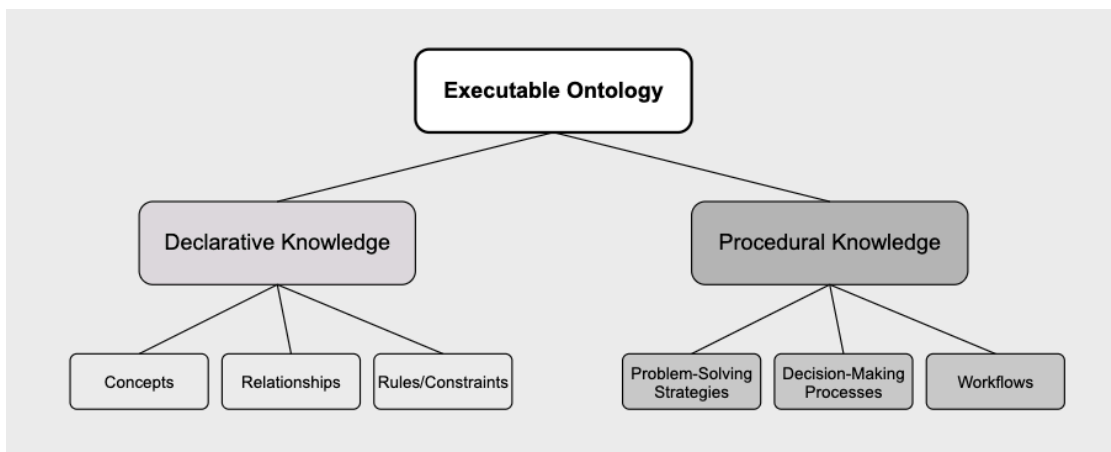 Executable Ontology
Declarative Knowledge
Procedural Knowledge
Concepts
Relationships
Rules/Constraints
Problem-Solving
Strategies
Decision-Making
Processes
Workflows